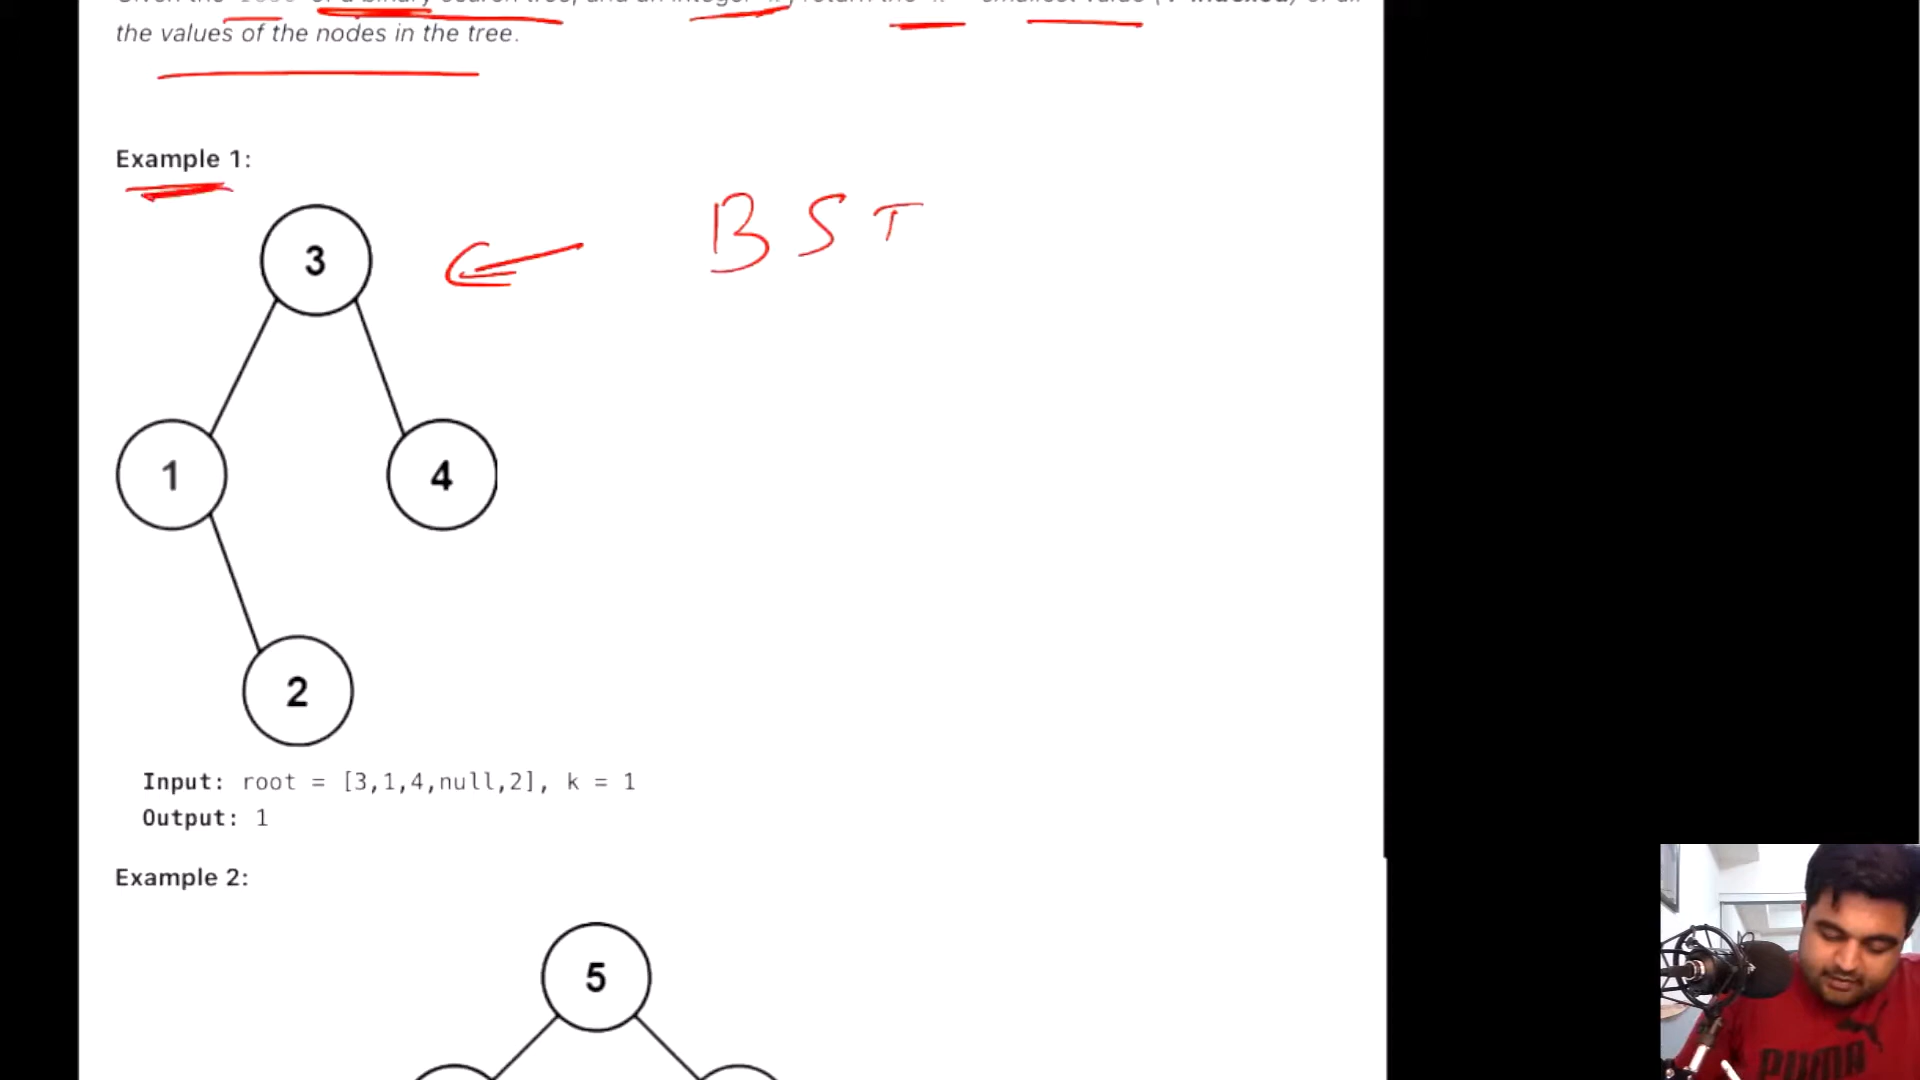 the values of the nodes in the tree.
Example 1:
B S T
3
1
4
2
Input: root = [3,1,4,null,2], k = 1
Output: 1
Example 2:
5
PUMA